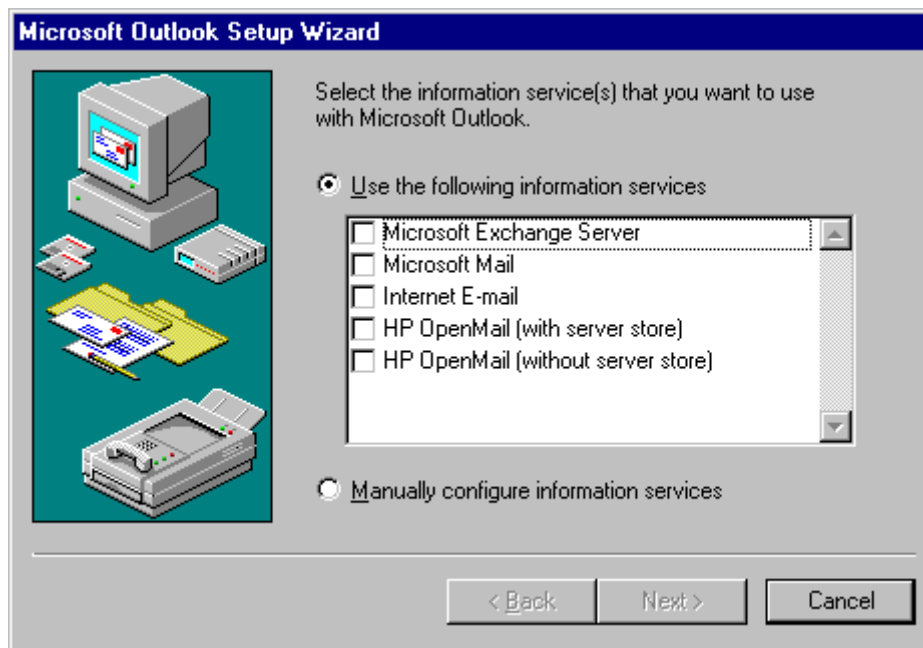 Microsoft Outlook Setup Wizard
Select the information service(s) that you want to use
with Microsoft Outlook.
Use the following information services
Microsoft Exchange Server
Microsoft Mail
Internet E-mail
HP OpenMail (with server store)
HP OpenMail (without server store)
Manually configure information services
< Back
Next >
Cancel